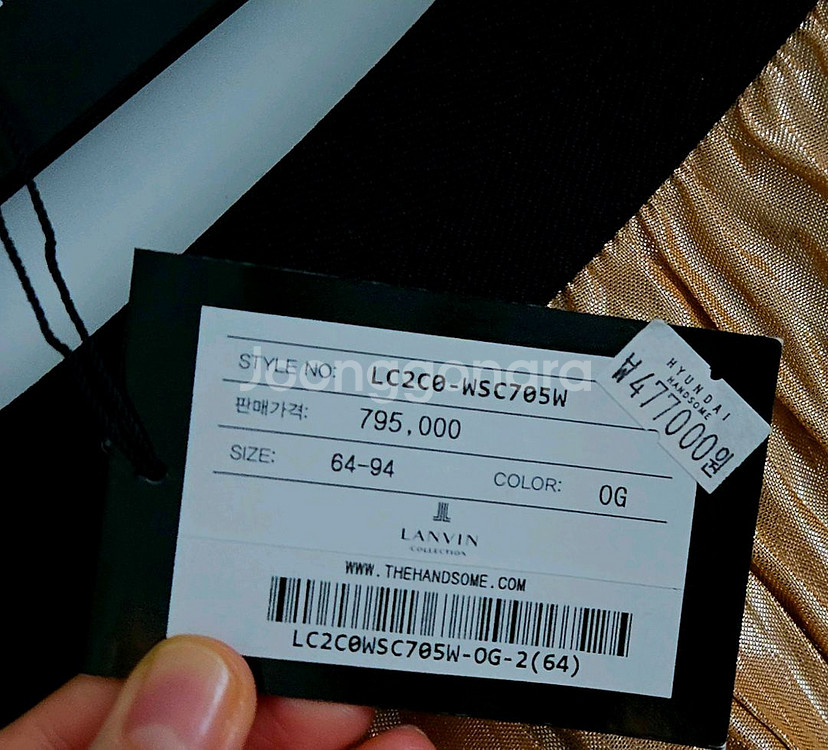 Joonggonara
STYLE NO: LC2C0-WSC705W
판매가격: 795,000
SIZE: 64-94 COLOR: OG
LANVIN
COLLECTION
WWW.THEHANDSOME.COM
LC2C0WSC705W-OG-2(64)
HYUNDAI
HANDSOME
₩477000원